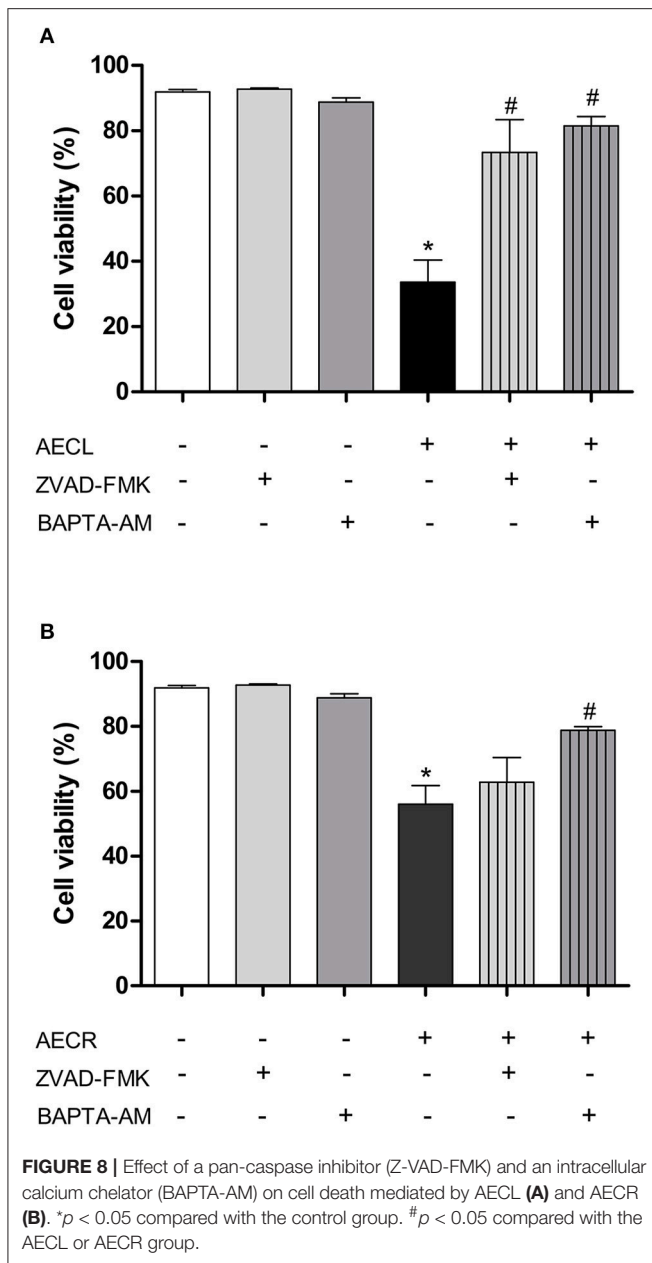 A
#
#
*
100
80
60
40
20
0
Cell viability (%)
AECL - - - + + +
ZVAD-FMK - + - - + -
BAPTA-AM - - + - - +
B
#
*
100
80
60
40
20
0
Cell viability (%)
AECR - - - + + +
ZVAD-FMK - + - - + -
BAPTA-AM - - + - - +
FIGURE 8 | Effect of a pan-caspase inhibitor (Z-VAD-FMK) and an intracellular
calcium chelator (BAPTA-AM) on cell death mediated by AECL (A) and AECR
(B). *p < 0.05 compared with the control group. #p < 0.05 compared with the
AECL or AECR group.